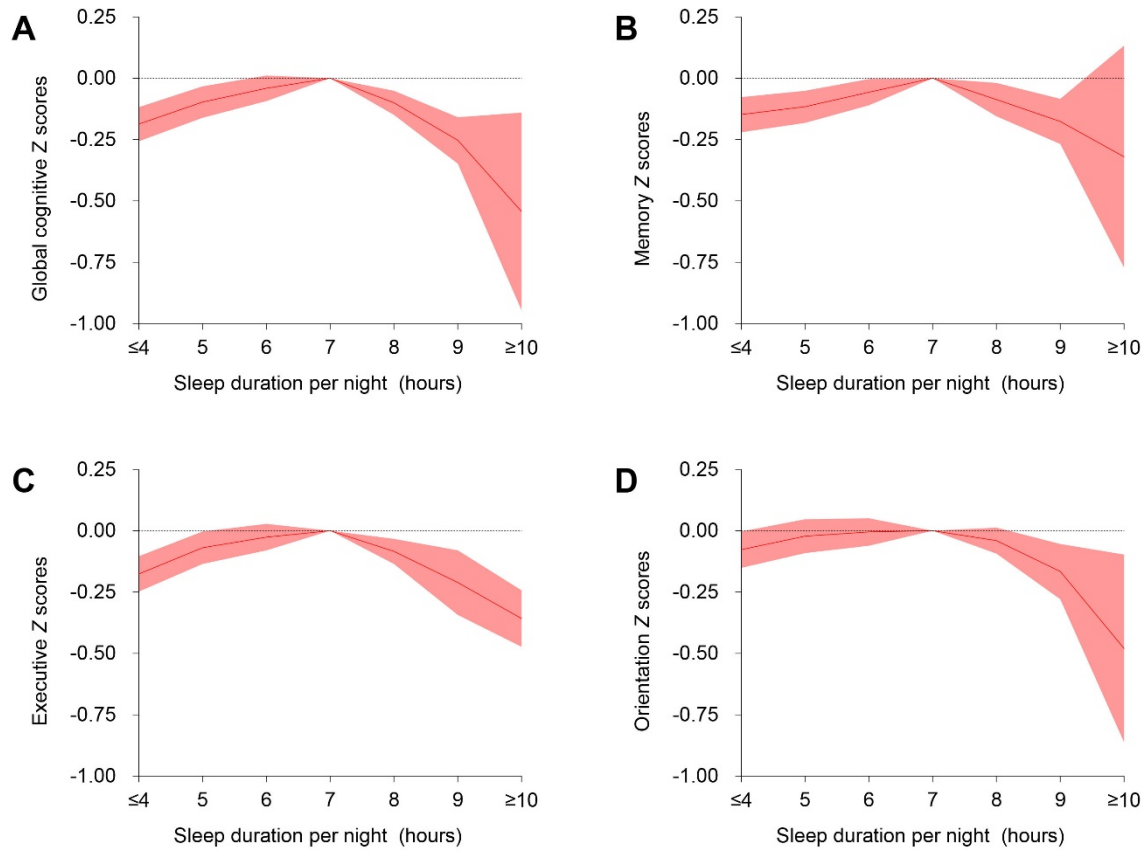 A
Global cognitive Z scores
0.25
0.00
-0.25
-0.50
-0.75
-1.00
≤4 5 6 7 8 9 ≥10
Sleep duration per night (hours)
B
Memory Z scores
0.25
0.00
-0.25
-0.50
-0.75
-1.00
≤4 5 6 7 8 9 ≥10
Sleep duration per night (hours)
C
Executive Z scores
0.25
0.00
-0.25
-0.50
-0.75
-1.00
≤4 5 6 7 8 9 ≥10
Sleep duration per night (hours)
D
Orientation Z scores
0.25
0.00
-0.25
-0.50
-0.75
-1.00
≤4 5 6 7 8 9 ≥10
Sleep duration per night (hours)